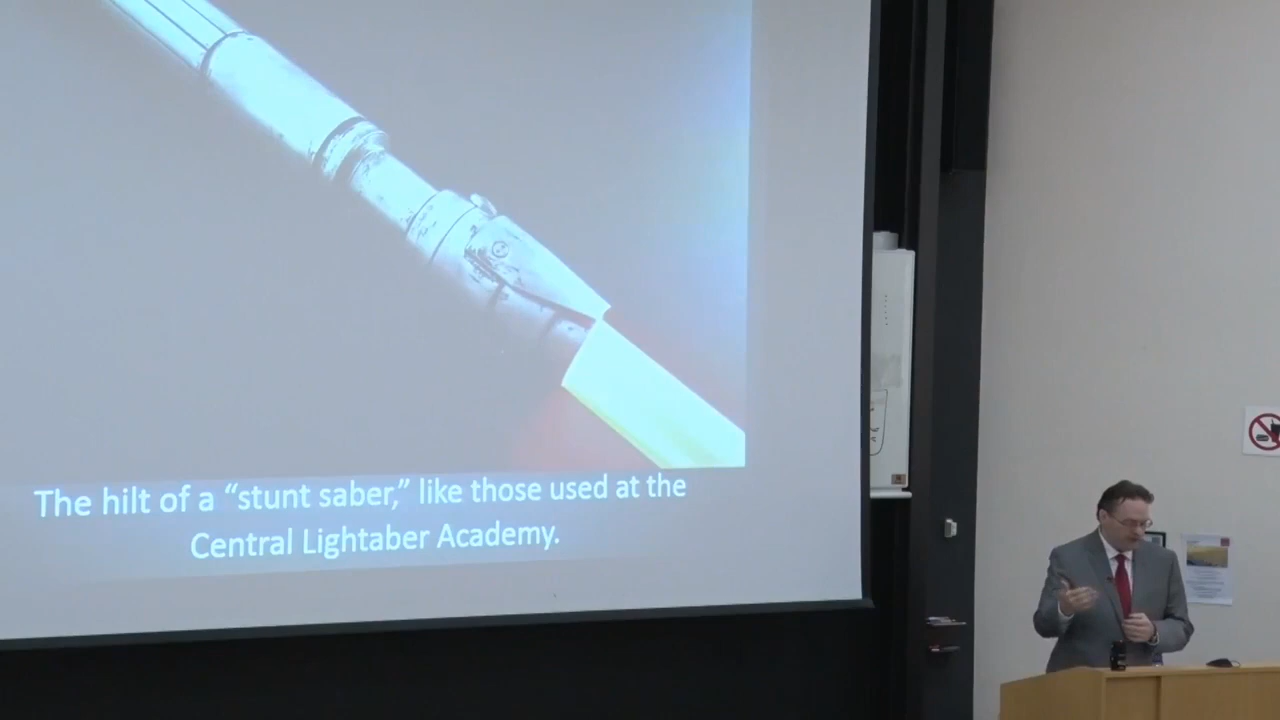 The hilt of a “stunt saber,” like those used at the
Central Lightaber Academy.